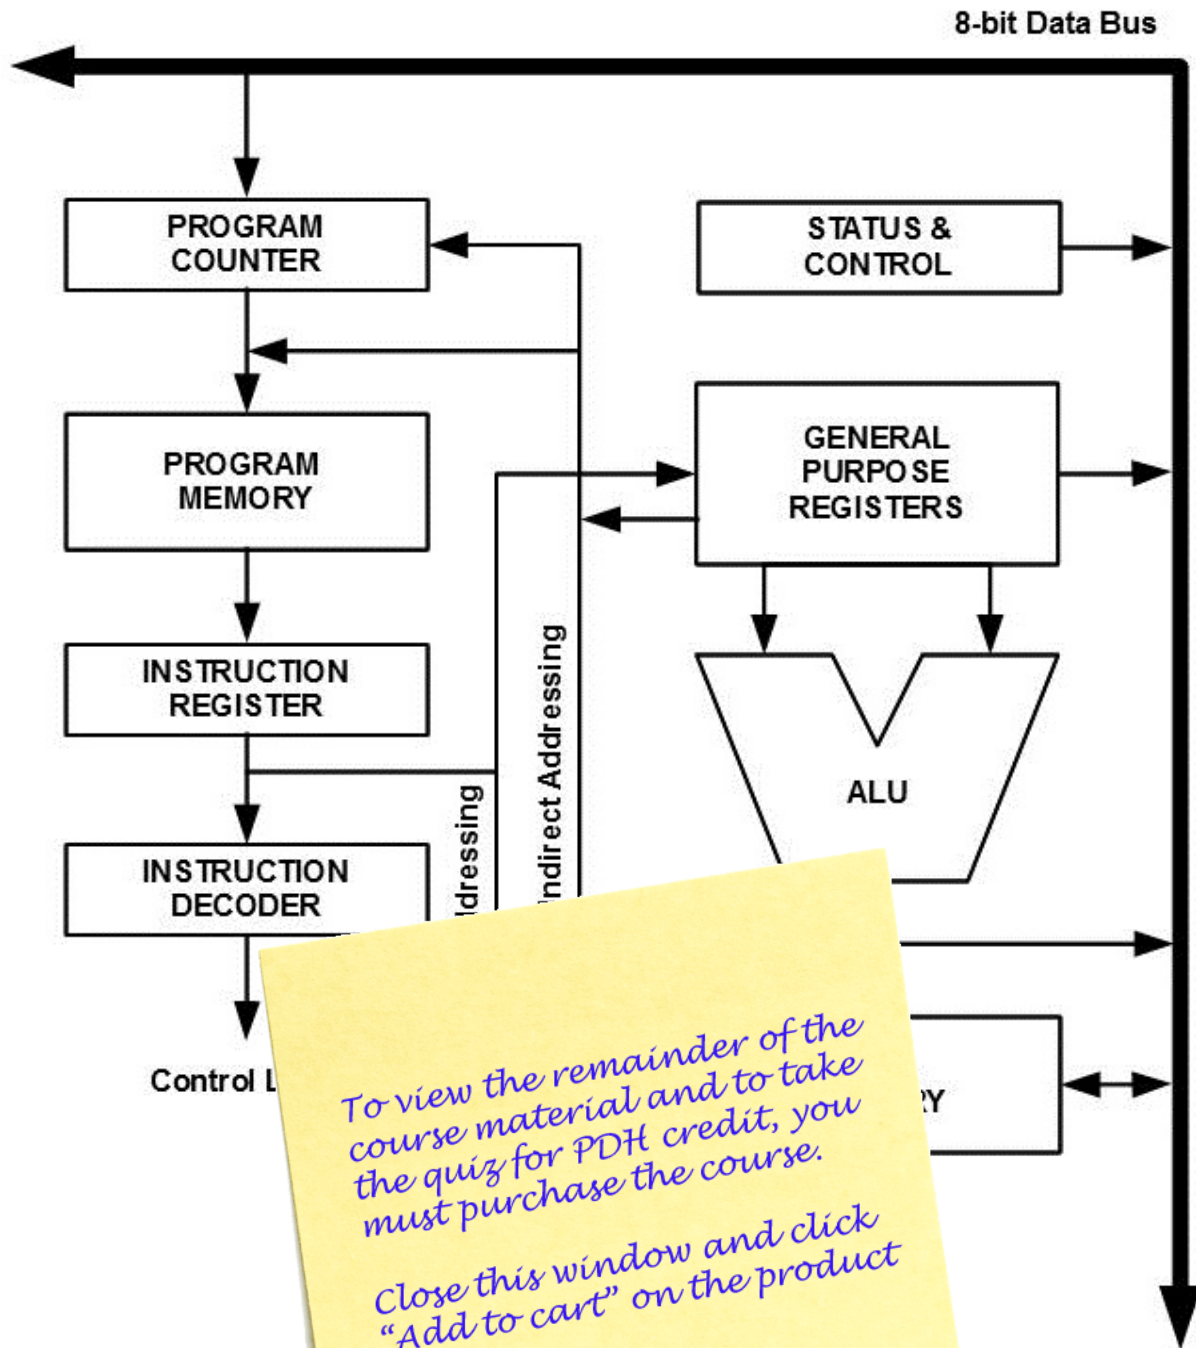 8-bit Data Bus
PROGRAM
COUNTER
STATUS &
CONTROL
PROGRAM
MEMORY
GENERAL
PURPOSE
REGISTERS
INSTRUCTION
REGISTER
Indirect Addressing
ALU
INSTRUCTION
DECODER
Control
To view the remainder of the
course material and to take
the quiz for PDH credit, you
must purchase the course.
Close this window and click
“Add to cart” on the product